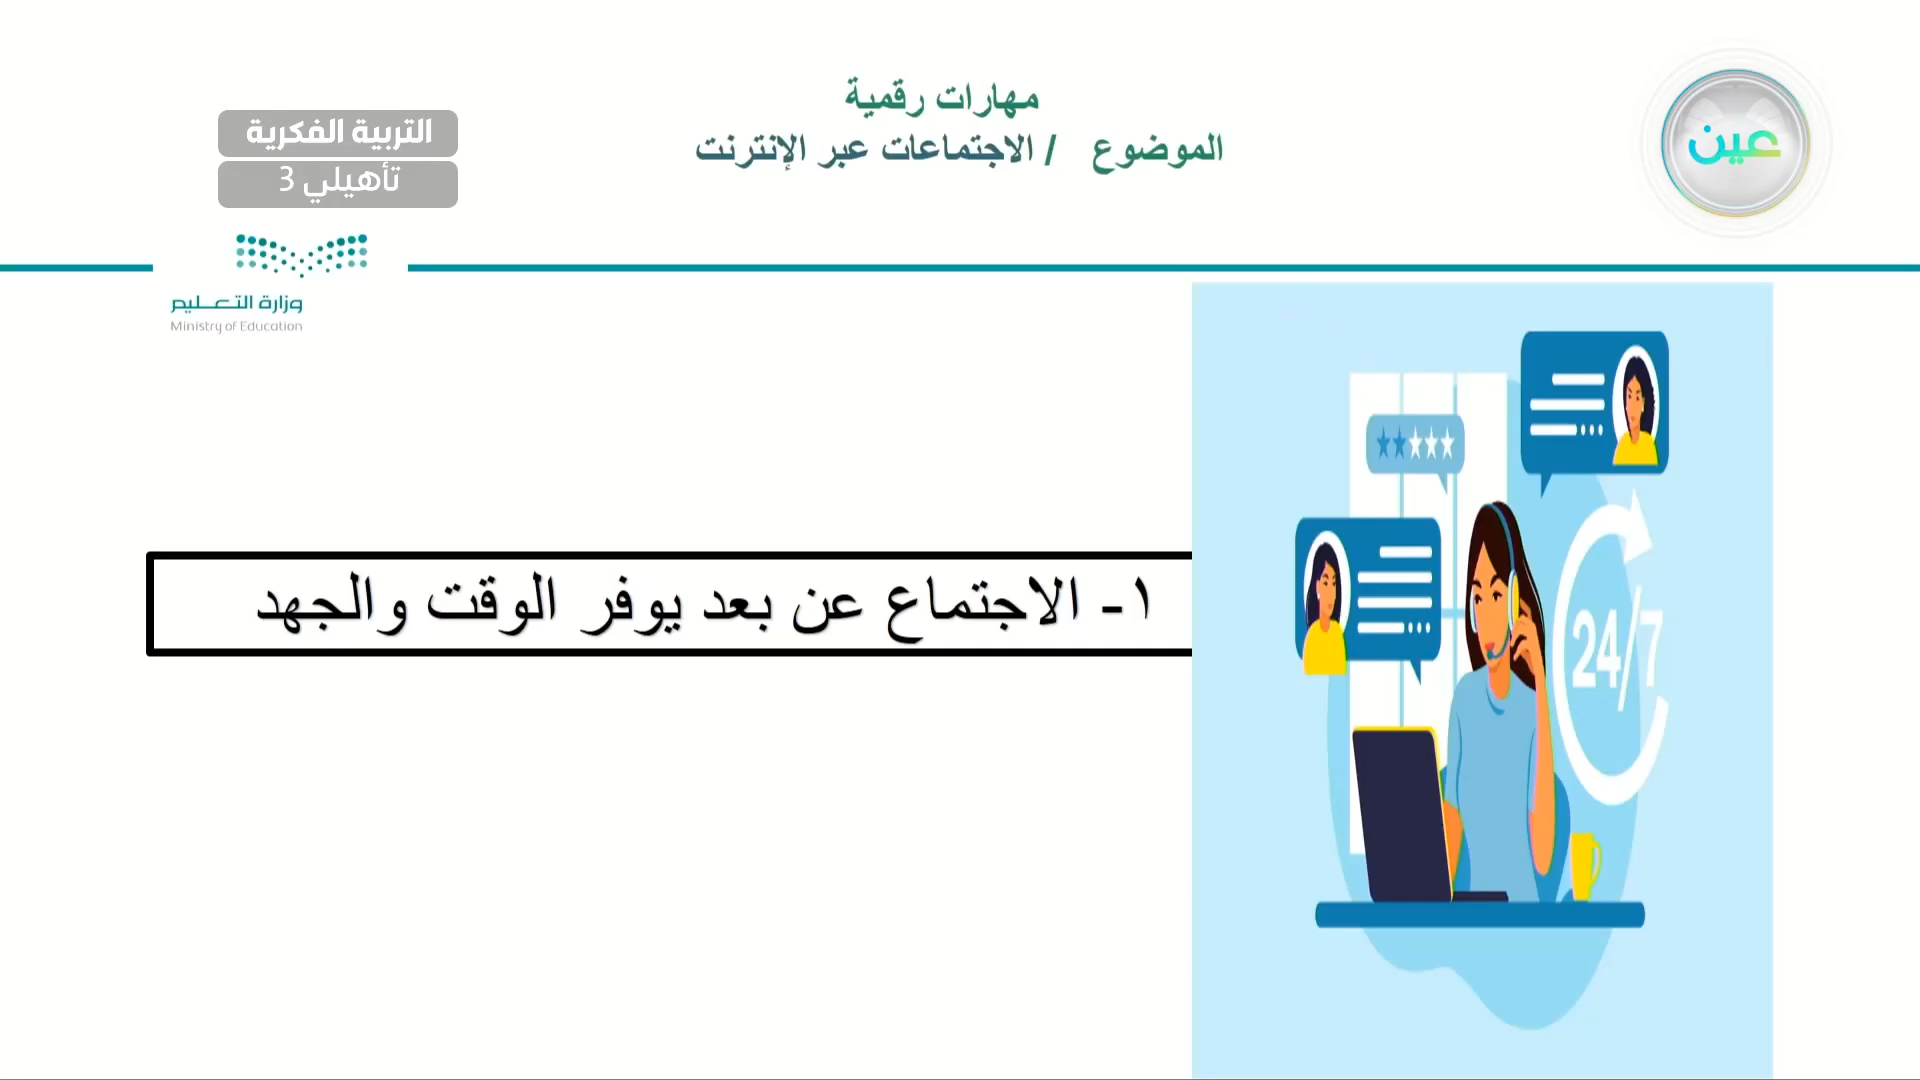 مهارات رقمية
الموضوع / الاجتماعات عبر الإنترنت
عين
التربية الفكرية
تأهيلي 3
وزارة التعليم
Ministry of Education
١- الاجتماع عن بعد يوفر الوقت والجهد
24/7